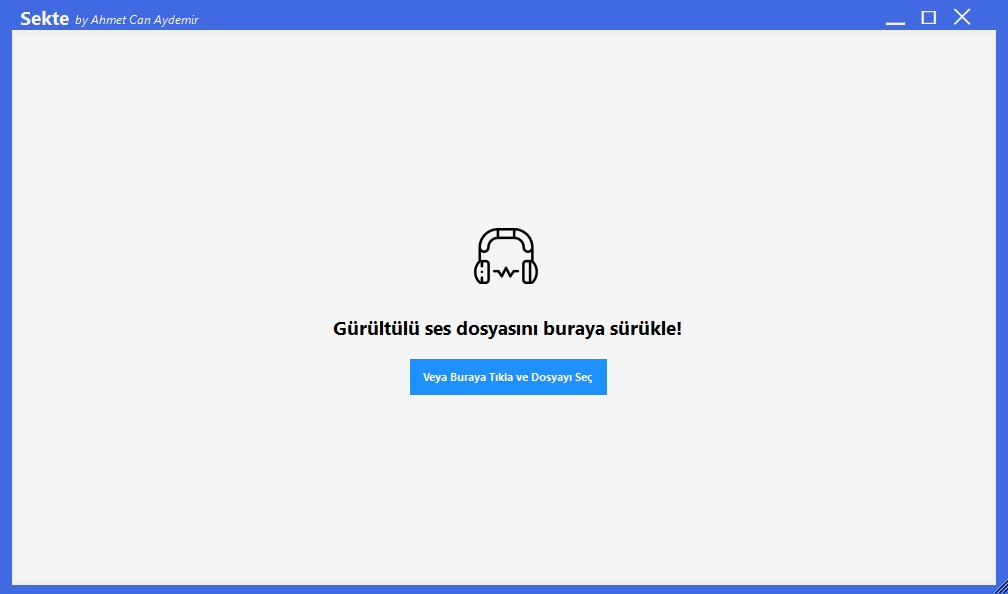 Sekte by Ahmet Can Aydemir
Gürültülü ses dosyasını buraya sürükle!
Veya Buraya Tıkla ve Dosyayı Seç